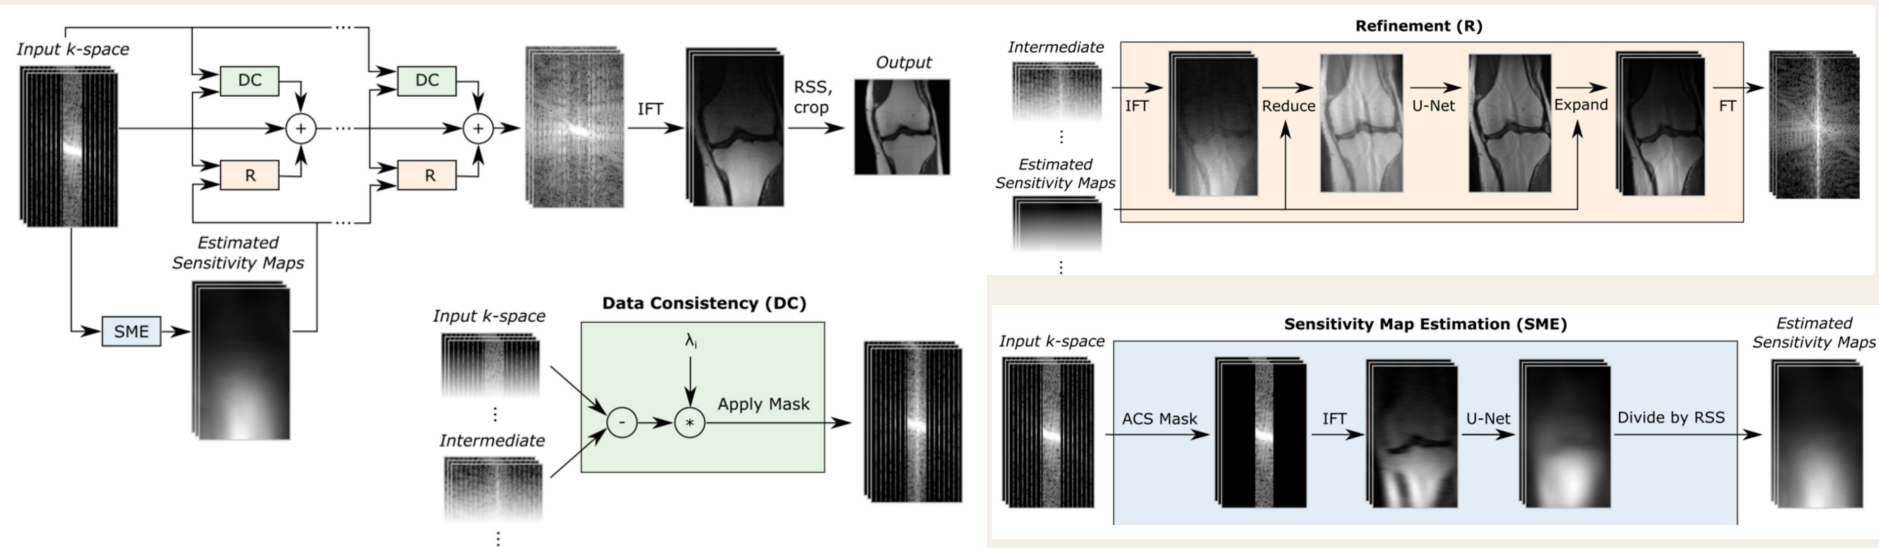 Input k-space
...
DC
DC
+
...
+
R
R
...
IFT
RSS,
crop
Output
Estimated
Sensitivity Maps
SME
Data Consistency (DC)
Input k-space
λi
-
*
Apply Mask
Intermediate
Refinement (R)
Intermediate
IFT
Reduce
U-Net
Expand
FT
Estimated
Sensitivity Maps
Sensitivity Map Estimation (SME)
Input k-space
ACS Mask
IFT
U-Net
Divide by RSS
Estimated
Sensitivity Maps